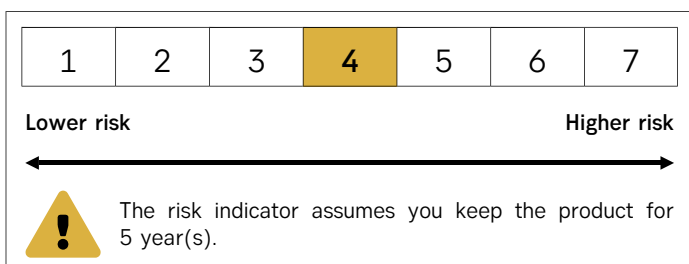 1 2 3 4 5 6 7
Lower risk Higher risk
The risk indicator assumes you keep the product for
5 year(s).